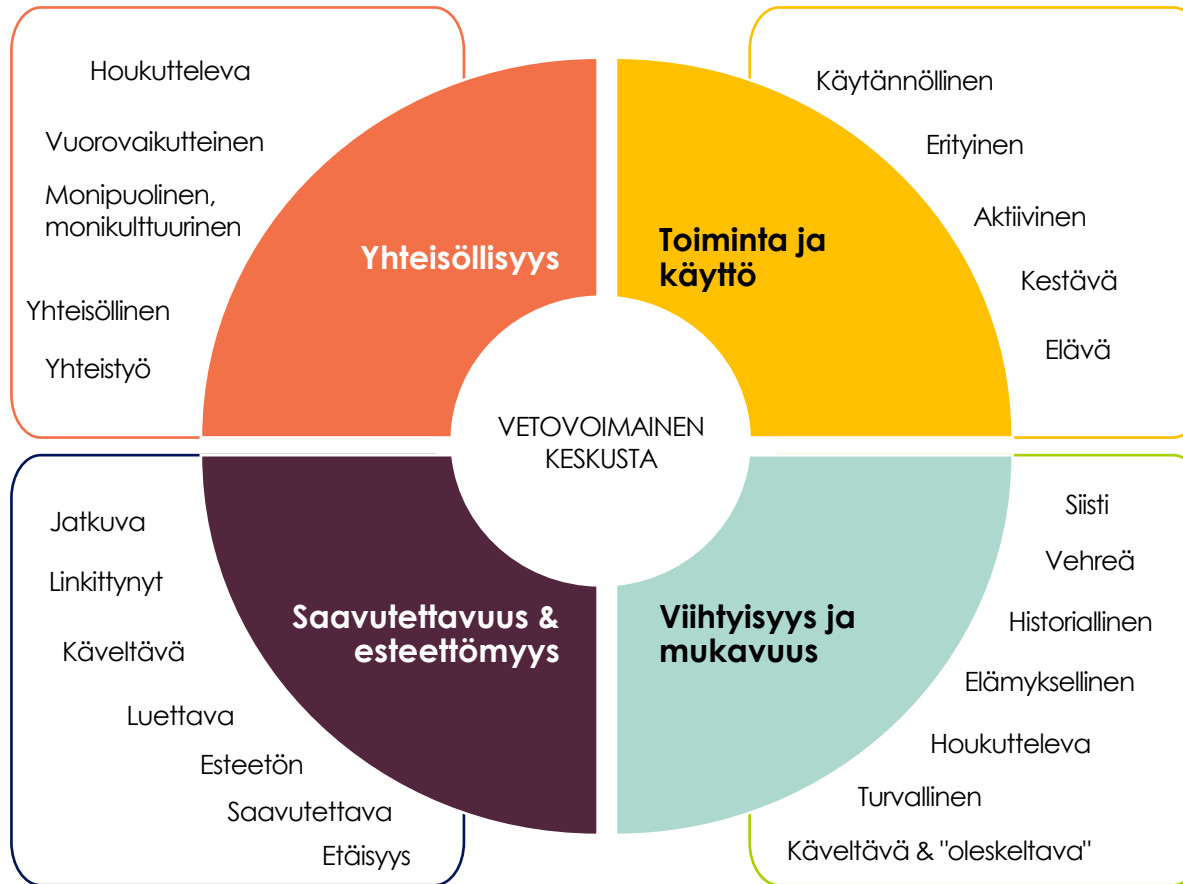 Houkutteleva
Vuorovaikutteinen
Monipuolinen,
monikulttuurinen
Yhteisöllinen
Yhteistyö
Yhteisöllisyys
Toiminta ja
käyttö
Käytännöllinen
Erityinen
Aktiivinen
Kestävä
Elävä
VETOVOIMAINEN
KESKUSTA
Jatkuva
Linkittynyt
Käveltävä
Luettava
Esteetön
Saavutettava
Etäisyys
Saavutettavuus &
esteettömyys
Viihtyisyys ja
mukavuus
Siisti
Vehreä
Historiallinen
Elämyksellinen
Houkutteleva
Turvallinen
Käveltävä & "oleskeltava"